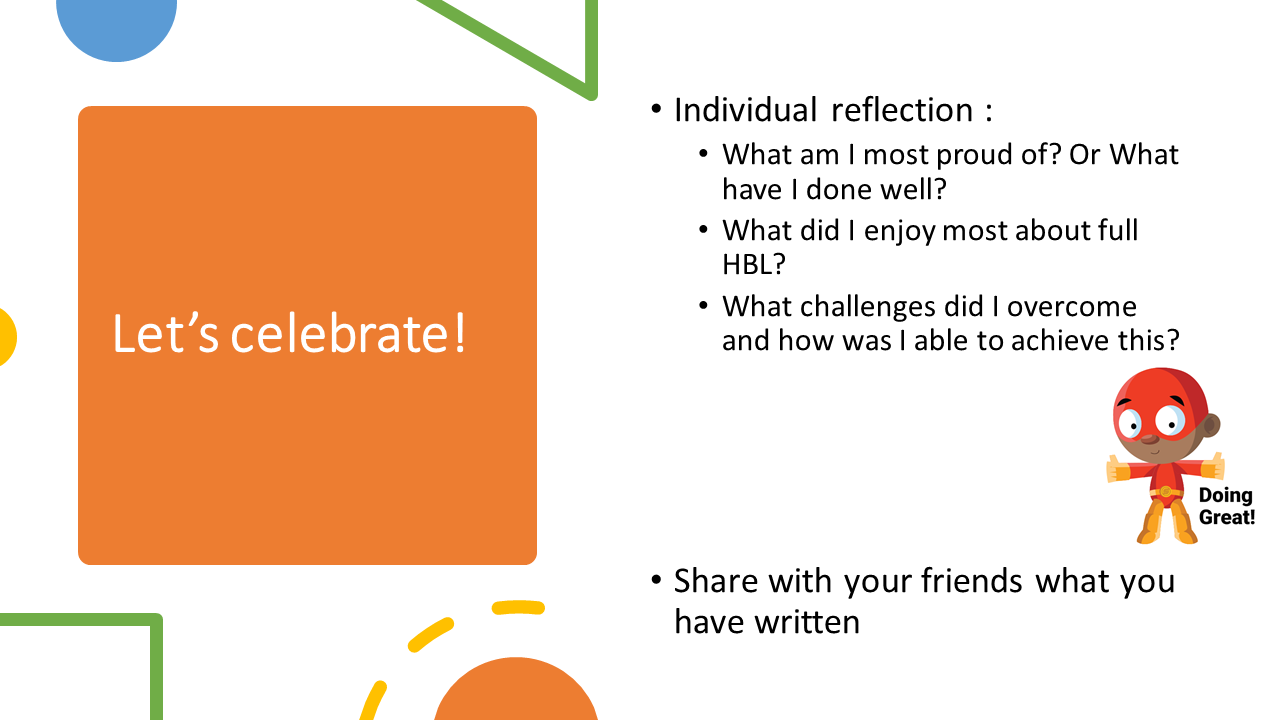 Let’s celebrate!
• Individual reflection :
• What am I most proud of? Or What
have I done well?
• What did I enjoy most about full
HBL?
• What challenges did I overcome
and how was I able to achieve this?
Doing
Great!
• Share with your friends what you
have written